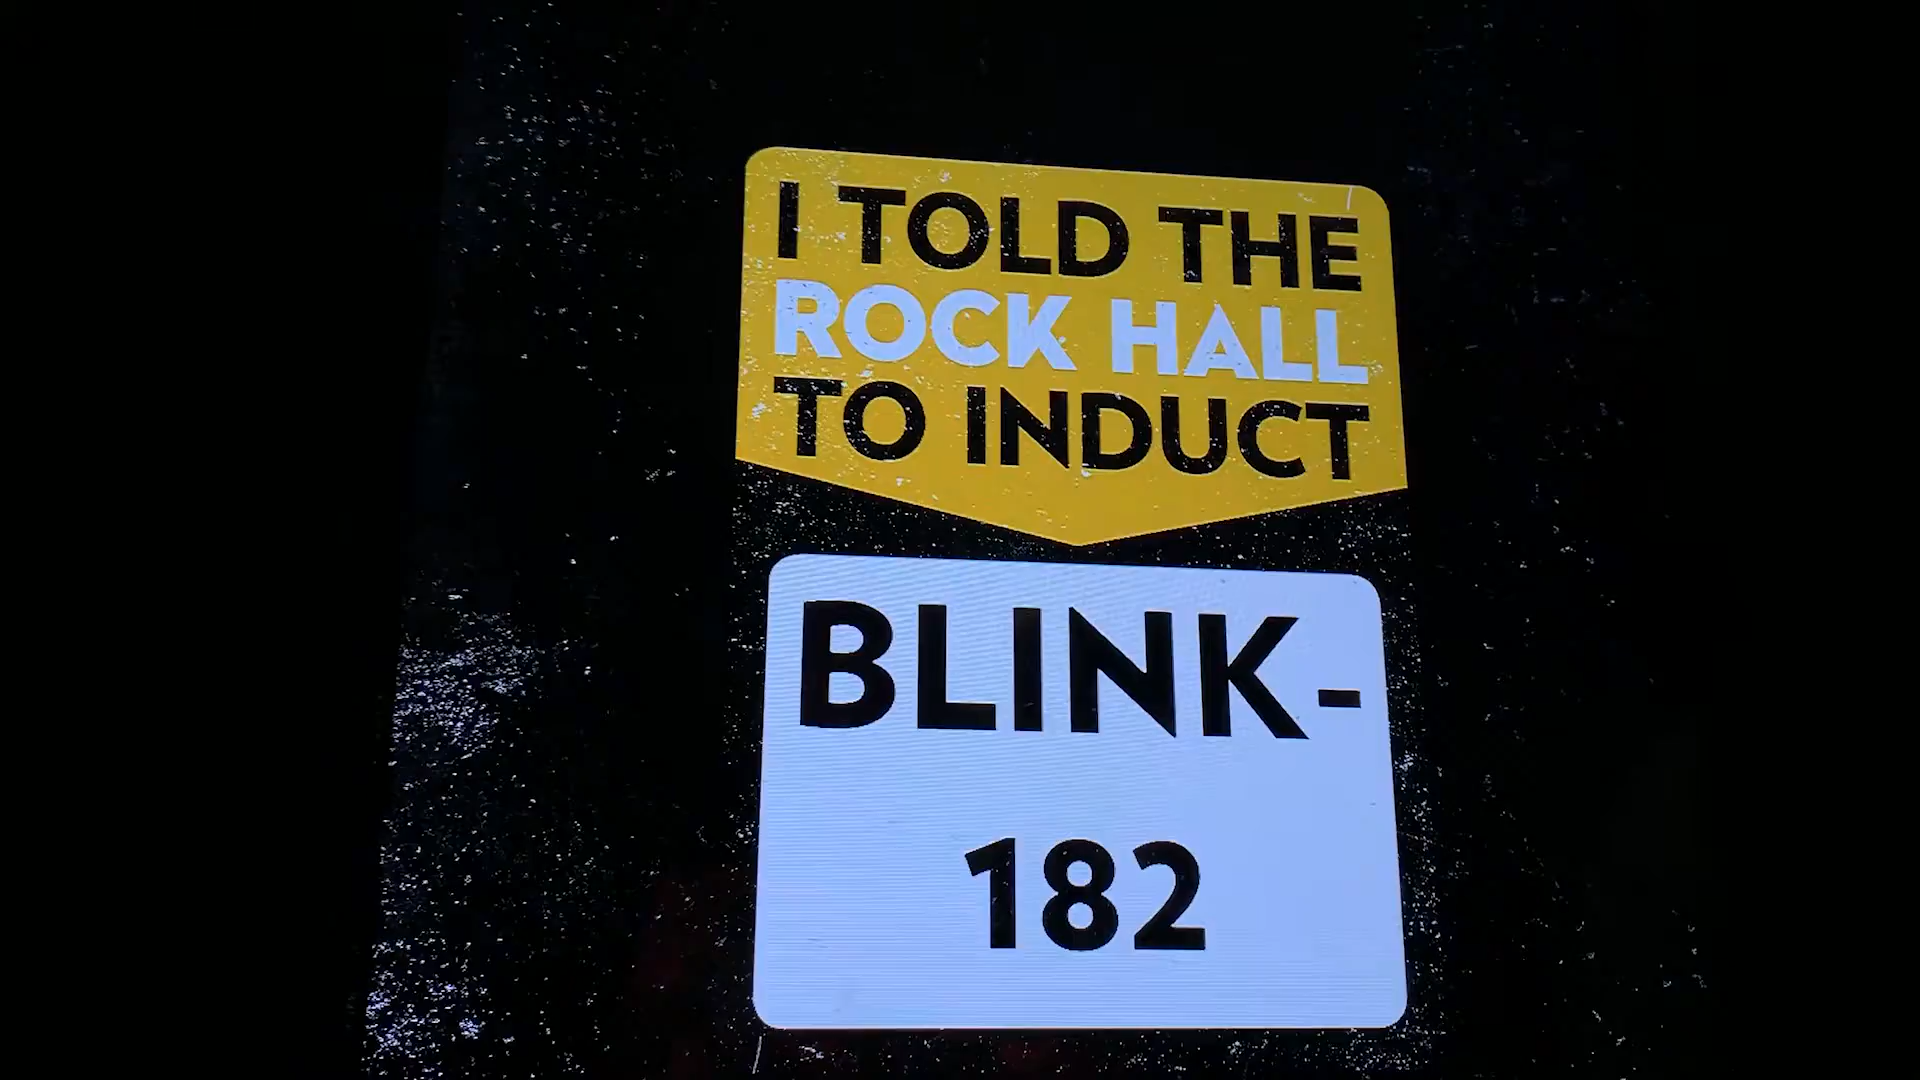 I TOLD THE
ROCK HALL
TO INDUCT
BLINK-
182